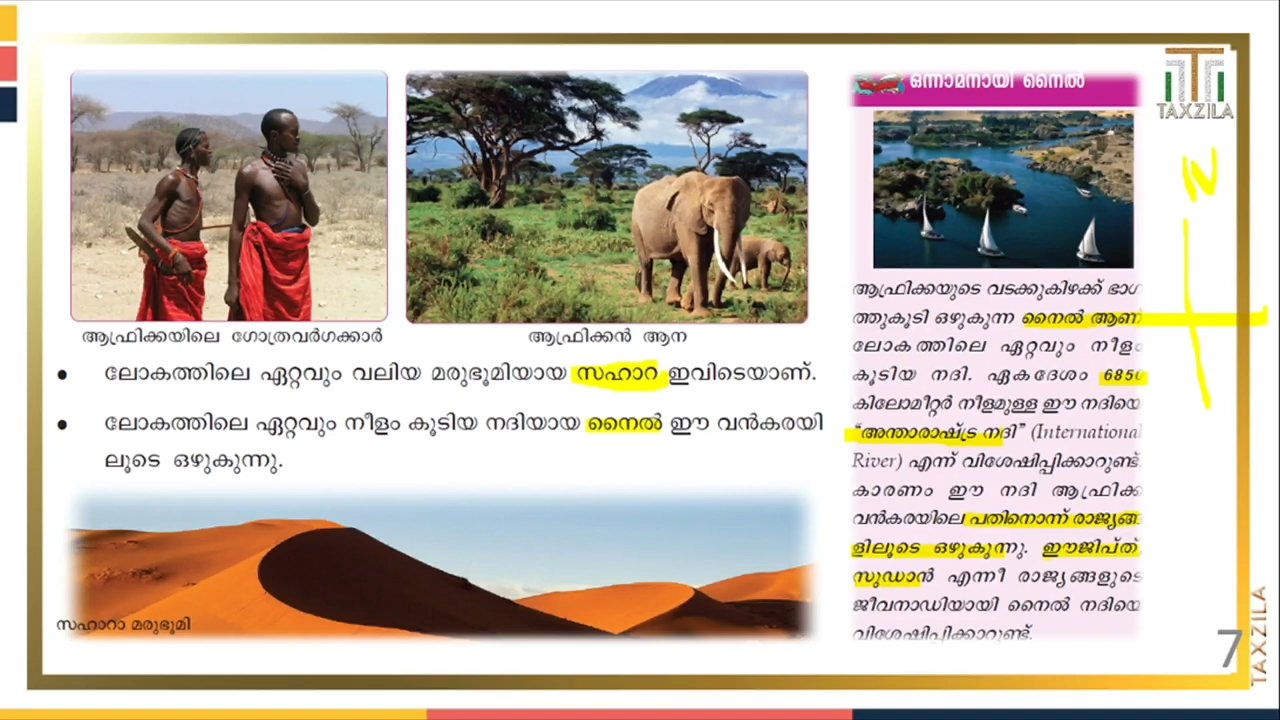 ആഫ്രിക്കയിലെ ഗോത്രവർഗക്കാർ
ആഫ്രിക്കൻ ആന
ലോകത്തിലെ ഏറ്റവും വലിയ മരുഭൂമിയായ സഹാറ ഇവിടെയാണ്.
ലോകത്തിലെ ഏറ്റവും നീളം കൂടിയ നദിയായ നൈൽ ഈ വൻകരയി
ലൂടെ ഒഴുകുന്നു.
സഹാറാ മരുഭൂമി
ഒന്നാമനായി നൈൽ
ആഫ്രിക്കയുടെ വടക്കുകിഴക്ക് ഭാഗ
ത്തുകൂടി ഒഴുകുന്ന നൈൽ ആണ്
ലോകത്തിലെ ഏറ്റവും നീളം
കൂടിയ നദി. ഏകദേശം 6850
കിലോമീറ്റർ നീളമുള്ള ഈ നദിയെ
“അന്താരാഷ്ട്ര നദി” (International
River) എന്ന് വിശേഷിപ്പിക്കാറുണ്ട്.
കാരണം ഈ നദി ആഫ്രിക്ക
വൻകരയിലെ പതിനൊന്ന് രാജ്യങ്ങ
ളിലൂടെ ഒഴുകുന്നു. ഈജിപ്ത്,
സുഡാൻ എന്നീ രാജ്യങ്ങളുടെ
ജീവനാഡിയായി നൈൽ നദിയെ
വിശേഷിപ്പിക്കാറുണ്ട്.
TAXZILA
N
7
TAXZILA